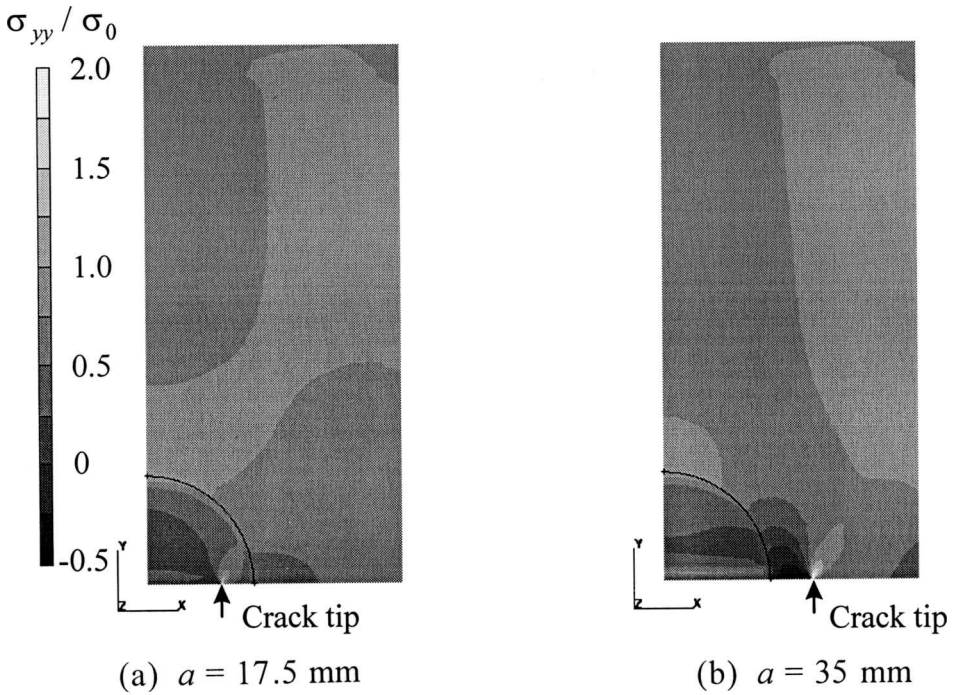 σyy / σ0
2.0
1.5
1.0
0.5
0
-0.5
Y
Z X
Crack tip
(a) a = 17.5 mm
Y
Z X
Crack tip
(b) a = 35 mm